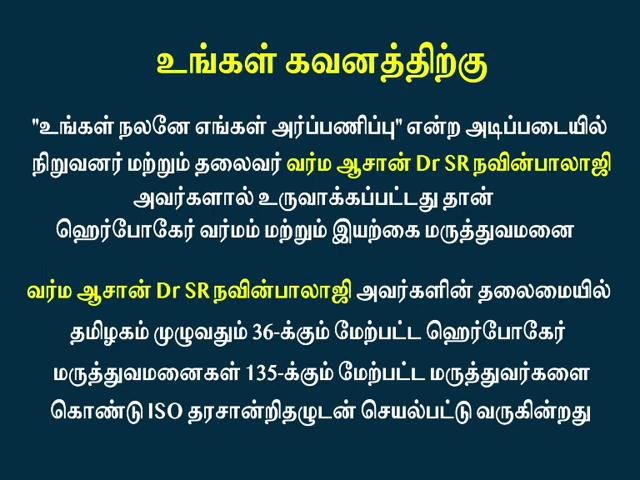 உங்கள் கவனத்திற்கு
"உங்கள் நலனே எங்கள் அர்ப்பணிப்பு" என்ற அடிப்படையில்
நிறுவனர் மற்றும் தலைவர் வர்ம ஆசான் Dr SR நவின்பாலாஜி
அவர்களால் உருவாக்கப்பட்டது தான்
ஹெர்போகேர் வர்மம் மற்றும் இயற்கை மருத்துவமனை
வர்ம ஆசான் Dr SR நவின்பாலாஜி அவர்களின் தலைமையில்
தமிழகம் முழுவதும் 36-க்கும் மேற்பட்ட ஹெர்போகேர்
மருத்துவமனைகள் 135-க்கும் மேற்பட்ட மருத்துவர்களை
கொண்டு ISO தரசான்றிதழுடன் செயல்பட்டு வருகின்றது